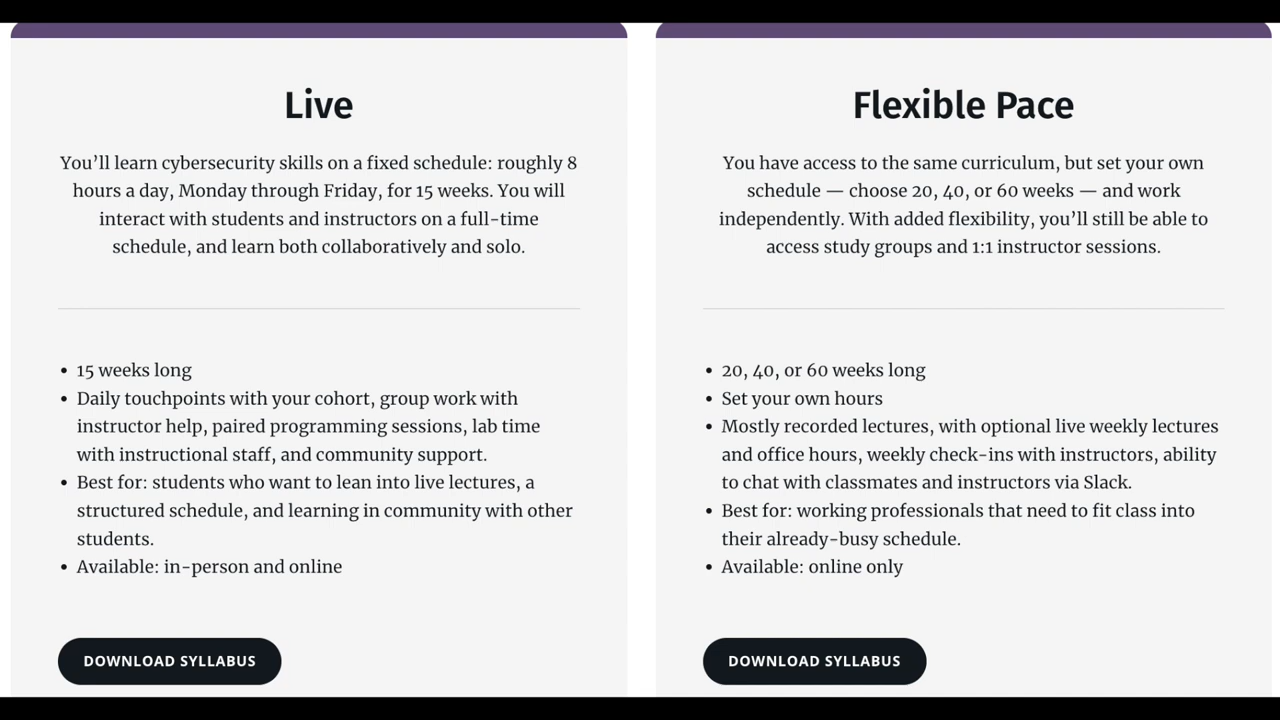 Live
You’ll learn cybersecurity skills on a fixed schedule: roughly 8
hours a day, Monday through Friday, for 15 weeks. You will
interact with students and instructors on a full-time
schedule, and learn both collaboratively and solo.
• 15 weeks long
• Daily touchpoints with your cohort, group work with
instructor help, paired programming sessions, lab time
with instructional staff, and community support.
• Best for: students who want to lean into live lectures, a
structured schedule, and learning in community with other
students.
• Available: in-person and online
DOWNLOAD SYLLABUS
Flexible Pace
You have access to the same curriculum, but set your own
schedule — choose 20, 40, or 60 weeks — and work
independently. With added flexibility, you’ll still be able to
access study groups and 1:1 instructor sessions.
• 20, 40, or 60 weeks long
• Set your own hours
• Mostly recorded lectures, with optional live weekly lectures
and office hours, weekly check-ins with instructors, ability
to chat with classmates and instructors via Slack.
• Best for: working professionals that need to fit class into
their already-busy schedule.
• Available: online only
DOWNLOAD SYLLABUS